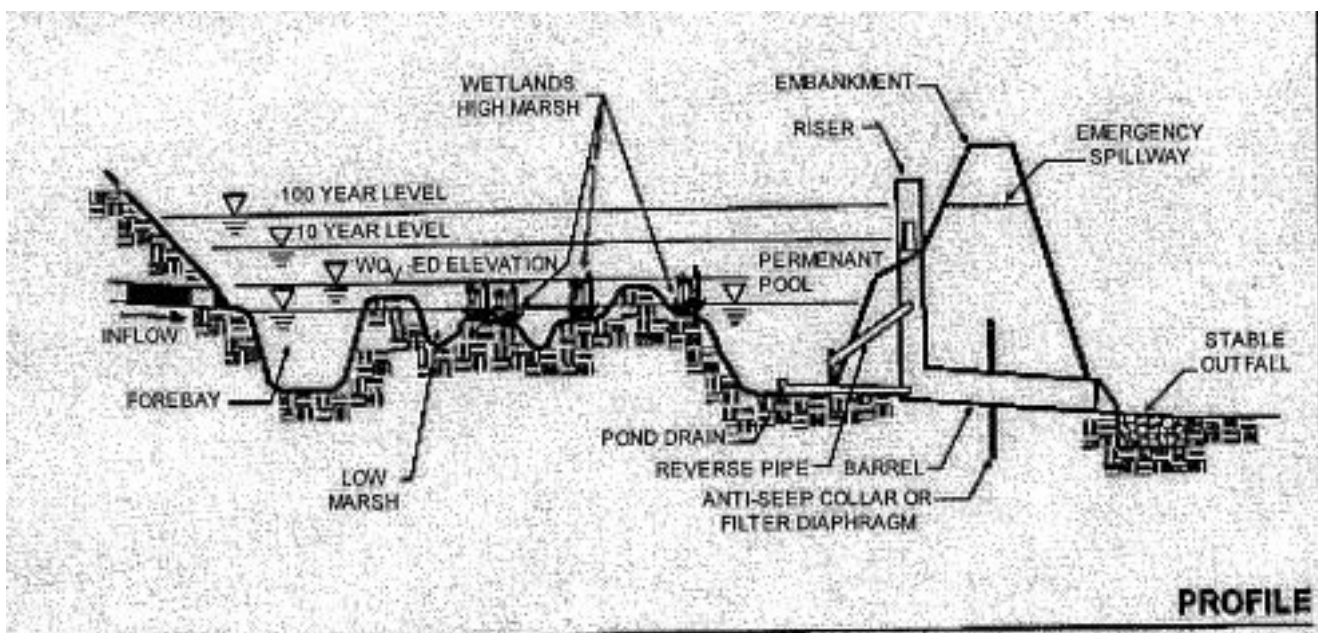 WETLANDS
HIGH MARSH
EMBANKMENT
RISER
EMERGENCY
SPILLWAY
100 YEAR LEVEL
10 YEAR LEVEL
ELEVATION
PERMENANT
POOL
INFLOW
STABLE
OUTFALL
FOREBAY
POND DRAIN
REVERSE PIPE
BARREL
LOW
MARSH
ANTI-SEEP COLLAR OR
FILTER DIAPHRAGM
PROFILE